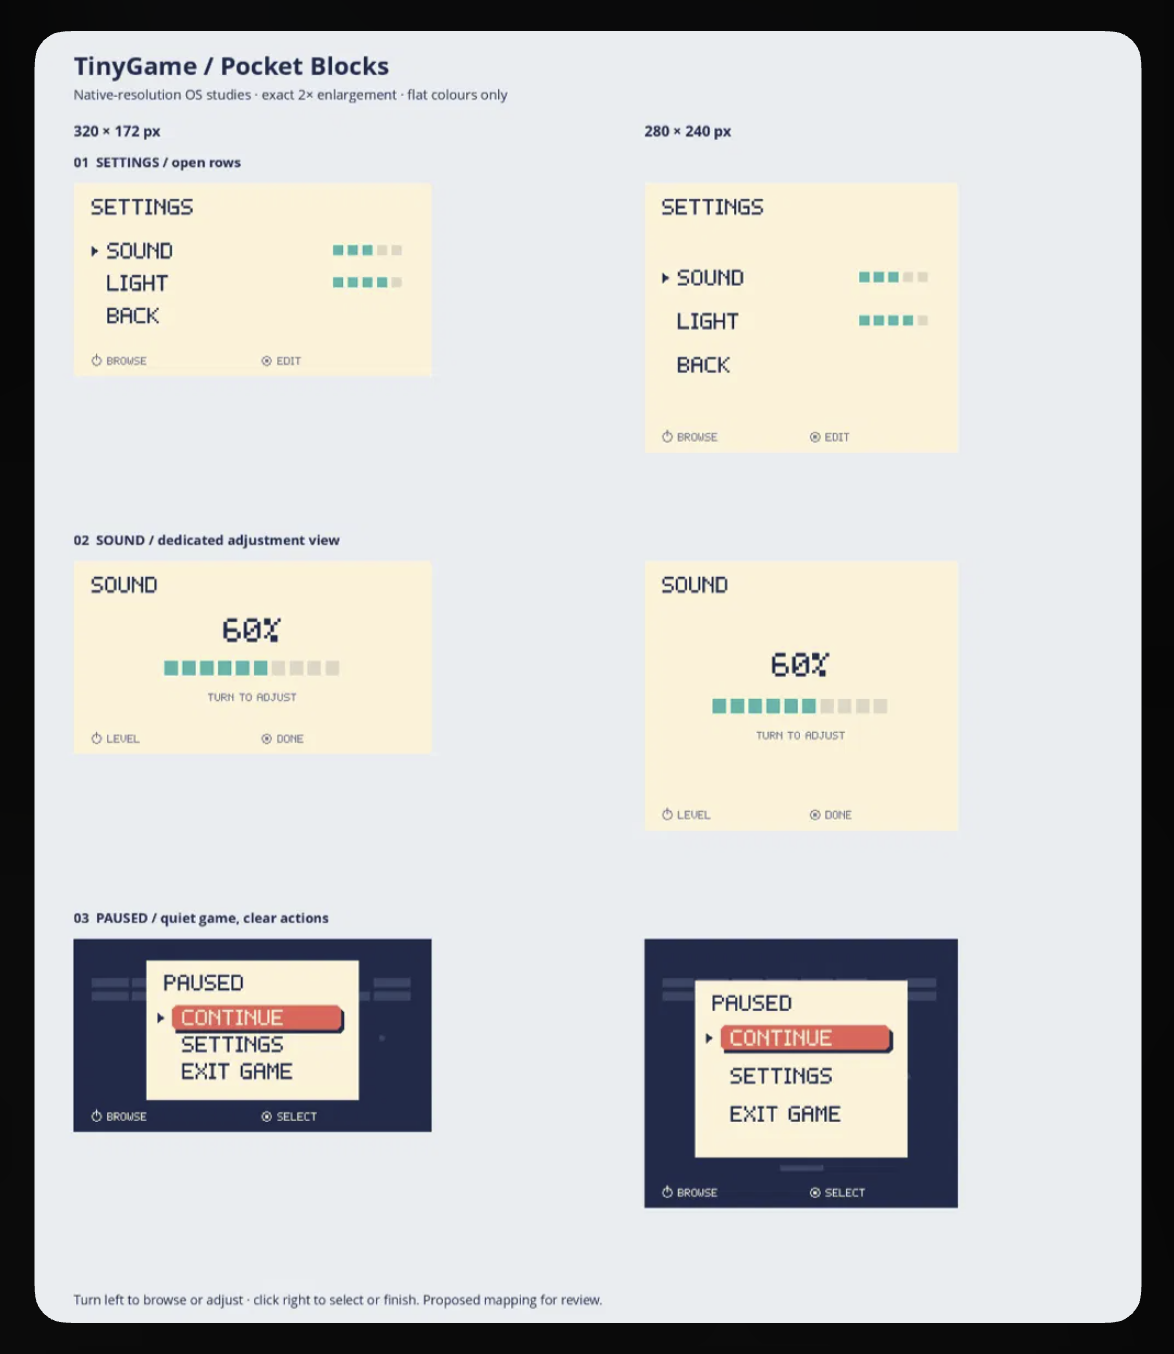 TinyGame / Pocket Blocks
Native-resolution OS studies · exact 2× enlargement · flat colours only
320 × 172 px
280 × 240 px
01 SETTINGS / open rows
SETTINGS
SOUND
LIGHT
BACK
BROWSE
EDIT
SETTINGS
SOUND
LIGHT
BACK
BROWSE
EDIT
02 SOUND / dedicated adjustment view
SOUND
60%
TURN TO ADJUST
LEVEL
DONE
SOUND
60%
TURN TO ADJUST
LEVEL
DONE
03 PAUSED / quiet game, clear actions
PAUSED
CONTINUE
SETTINGS
EXIT GAME
BROWSE
SELECT
PAUSED
CONTINUE
SETTINGS
EXIT GAME
BROWSE
SELECT
Turn left to browse or adjust · click right to select or finish. Proposed mapping for review.